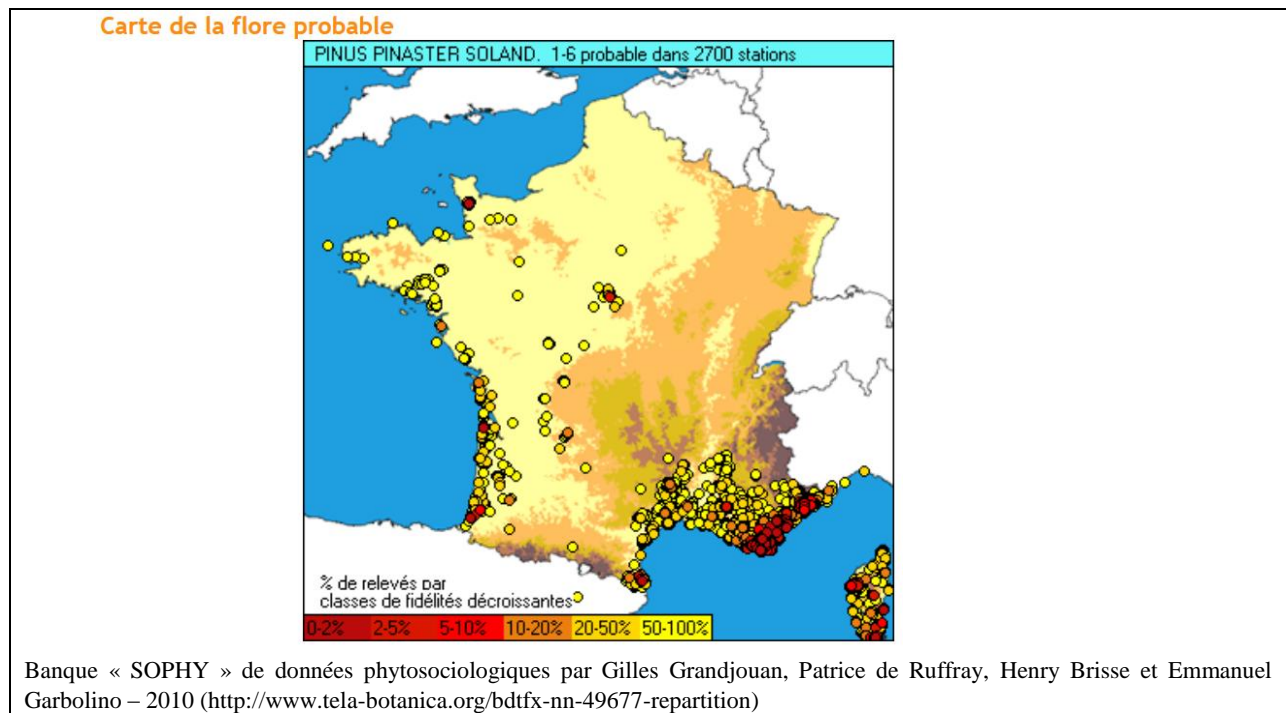 Carte de la flore probable
PINUS PINASTER SOLAND. 1-6 probable dans 2700 stations
% de relevés par
classes de fidélités décroissantes
0-2% 2-5% 5-10% 10-20% 20-50% 50-100%
Banque « SOPHY » de données phytosociologiques par Gilles Grandjouan, Patrice de Ruffray, Henry Brisse et Emmanuel
Garbolino – 2010 (http://www.tela-botanica.org/bdtfx-nn-49677-repartition)